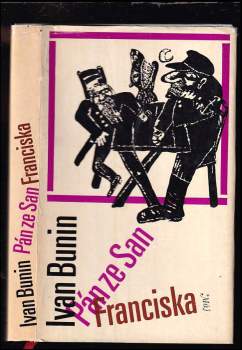 Ivan Bunin Pán ze San Franciska
Ivan Bunin
Pán ze San
Franciska